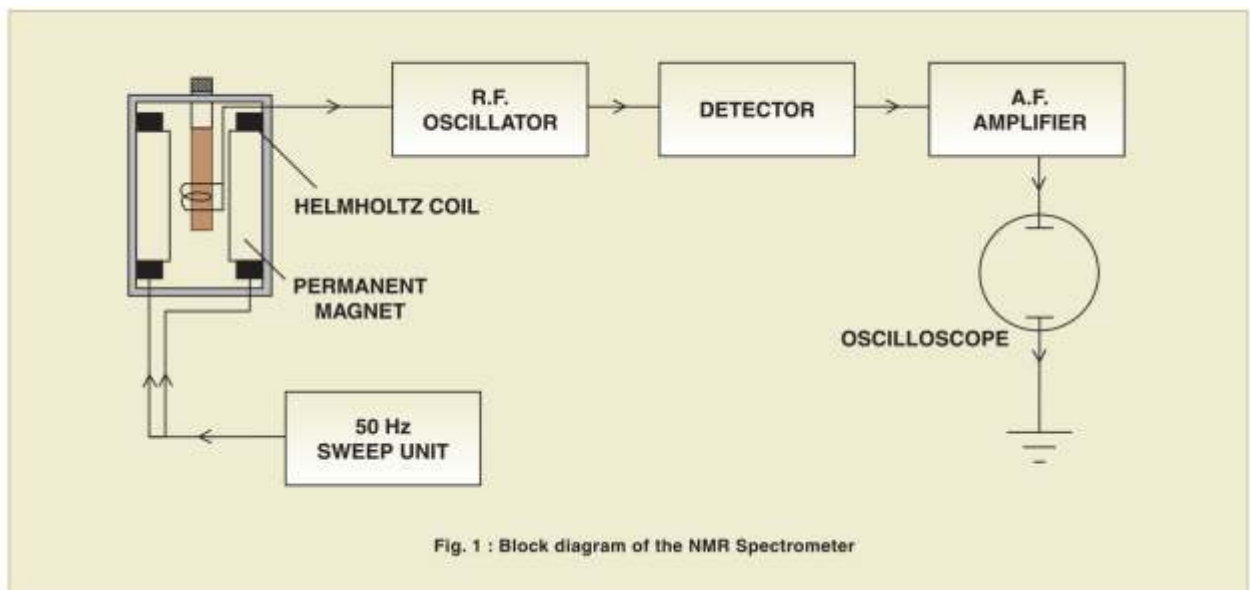 R.F.
OSCILLATOR
DETECTOR
A.F.
AMPLIFIER
HELMHOLTZ COIL
PERMANENT
MAGNET
OSCILLOSCOPE
50 Hz
SWEEP UNIT
Fig. 1 : Block diagram of the NMR Spectrometer